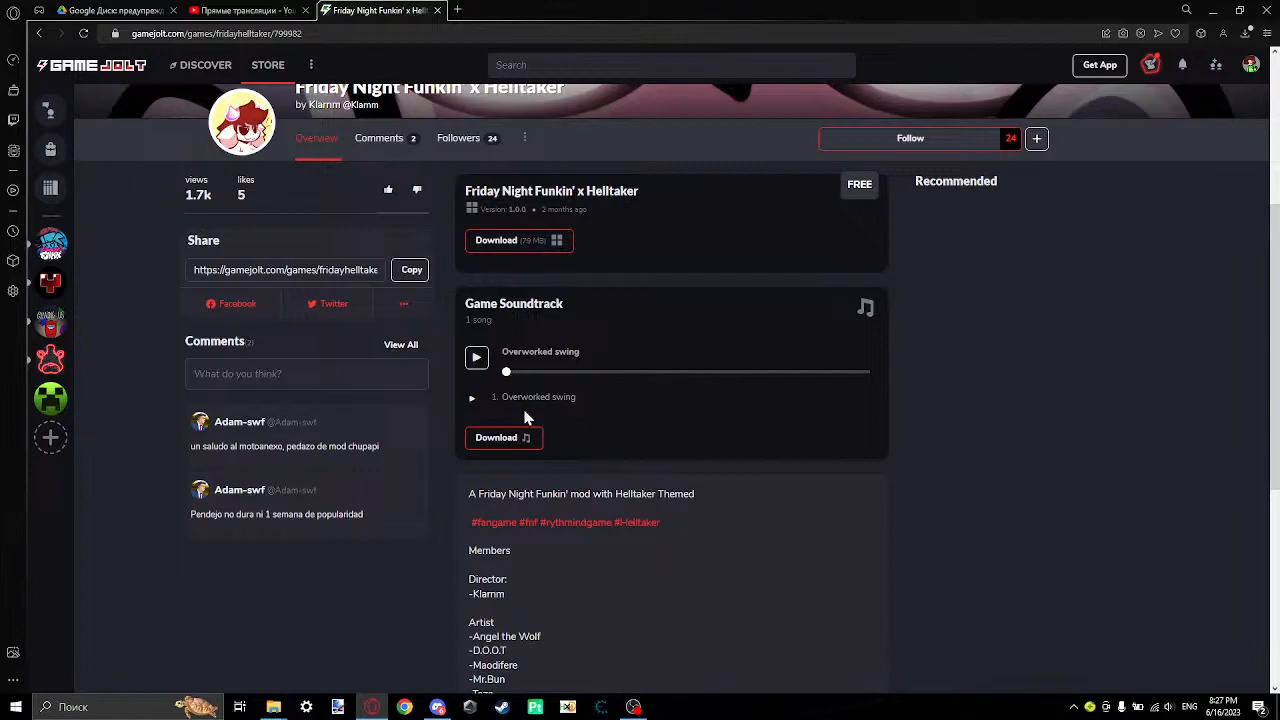 Google Диск: предупрежд
Прямые трансляции - You
Friday Night Funkin' x Hellt
gamejolt.com/games/fridayhelltaker/799982
GAME JOLT
DISCOVER
STORE
Search
Get App
Friday Night Funkin' x Helltaker
by Klamm @Klamm
Overview
Comments 2
Followers 24
Follow 24
views
likes
1.7k
5
Share
https://gamejolt.com/games/fridayhelltake
Copy
Facebook
Twitter
Comments (2)
View All
What do you think?
Adam-swf @Adam-swf
un saludo al motoanexo, pedazo de mod chupapi
Adam-swf @Adam-swf
Pendejo no dura ni 1 semana de popularidad
Friday Night Funkin' x Helltaker
FREE
Version: 1.0.0 • 2 months ago
Download (79 MB)
Game Soundtrack
1 song
Overworked swing
1. Overworked swing
Download
A Friday Night Funkin' mod with Helltaker Themed
#fangame #fnf #rythmindgame #Helltaker
Members
Director:
-Klamm
Artist
-Angel the Wolf
-D.O.O.T
-Maodifere
-Mr.Bun
Recommended
Поиск
8:27 PM
6/16/2023